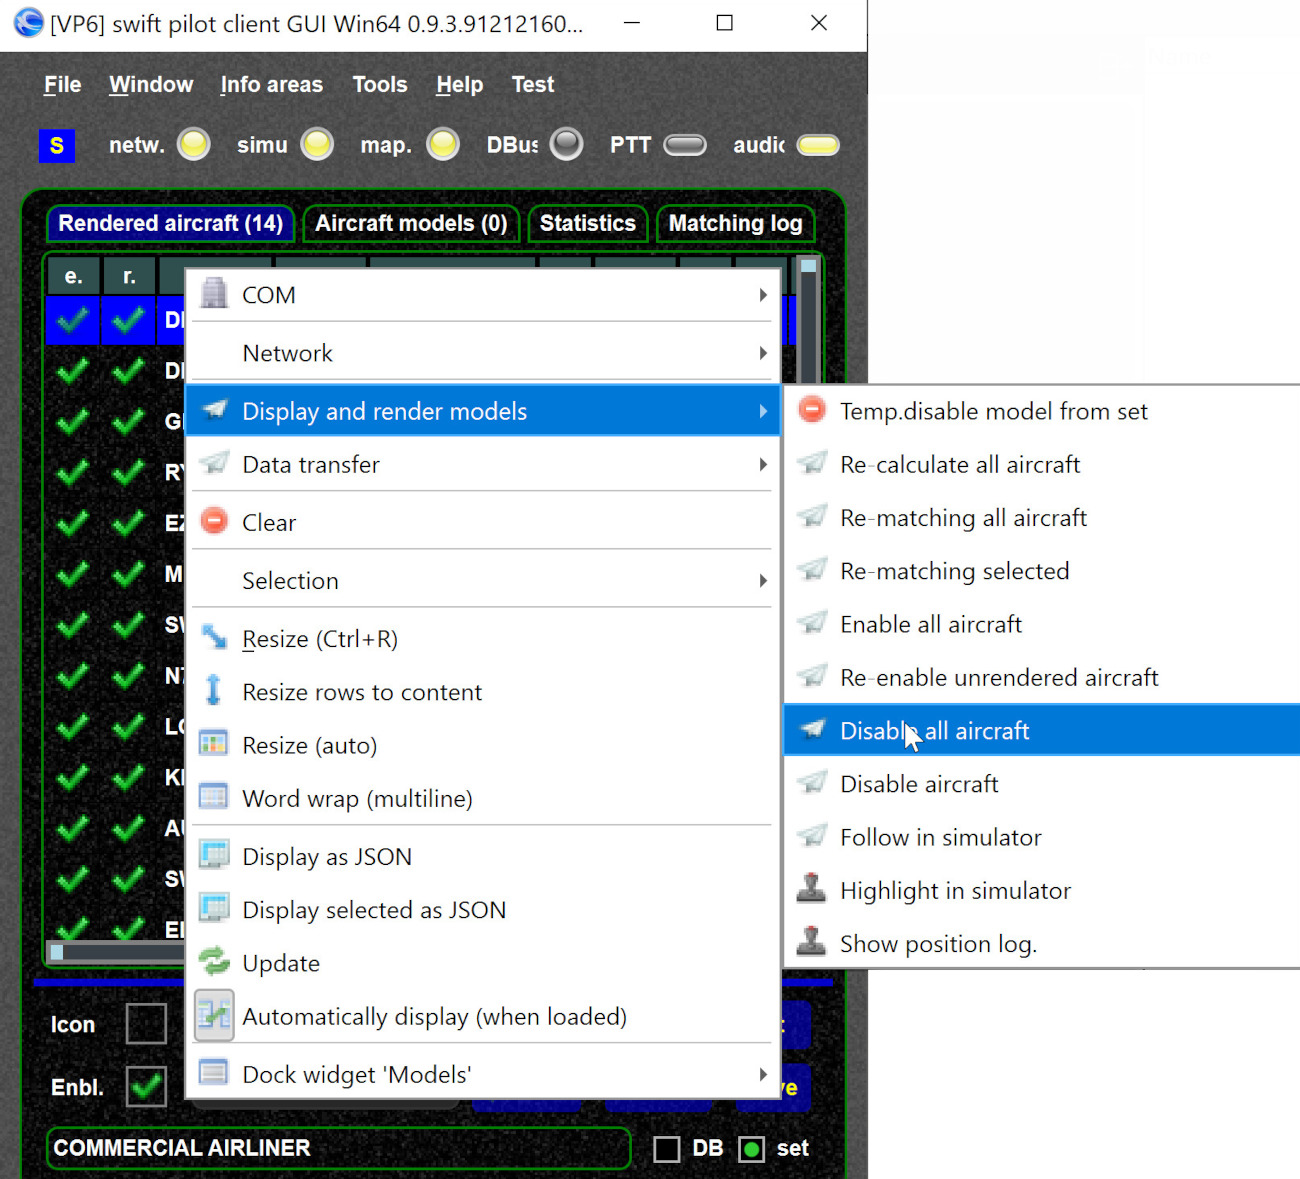 [VP6] swift pilot client GUI Win64 0.9.3.91212160...
File Window Info areas Tools Help Test
S netw. simu map. DBus PTT audio
Rendered aircraft (14) Aircraft models (0) Statistics Matching log
e. r.
COM
Network
Display and render models
Data transfer
Clear
Selection
Resize (Ctrl+R)
Resize rows to content
Resize (auto)
Word wrap (multiline)
Display as JSON
Display selected as JSON
Update
Automatically display (when loaded)
Dock widget 'Models'
Temp.disable model from set
Re-calculate all aircraft
Re-matching all aircraft
Re-matching selected
Enable all aircraft
Re-enable unrendered aircraft
Disable all aircraft
Disable aircraft
Follow in simulator
Highlight in simulator
Show position log.
Icon
Enbl.
COMMERCIAL AIRLINER DB set